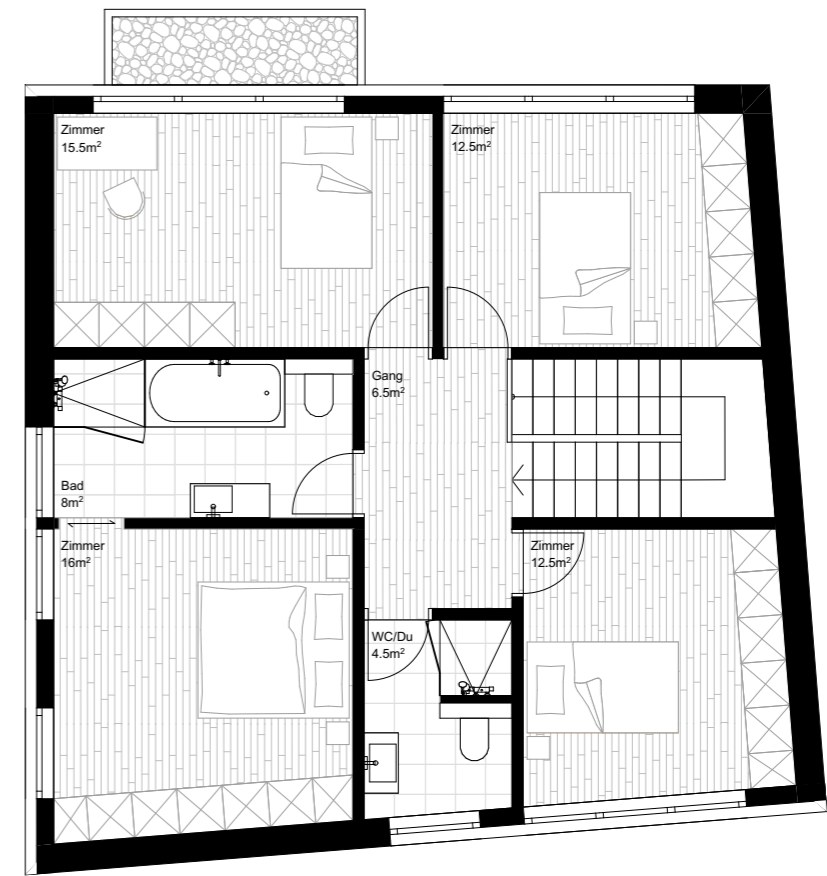 Zimmer
15.5m²
Zimmer
12.5m²
Gang
6.5m²
Bad
8m²
Zimmer
16m²
Zimmer
12.5m²
WC/Du
4.5m²